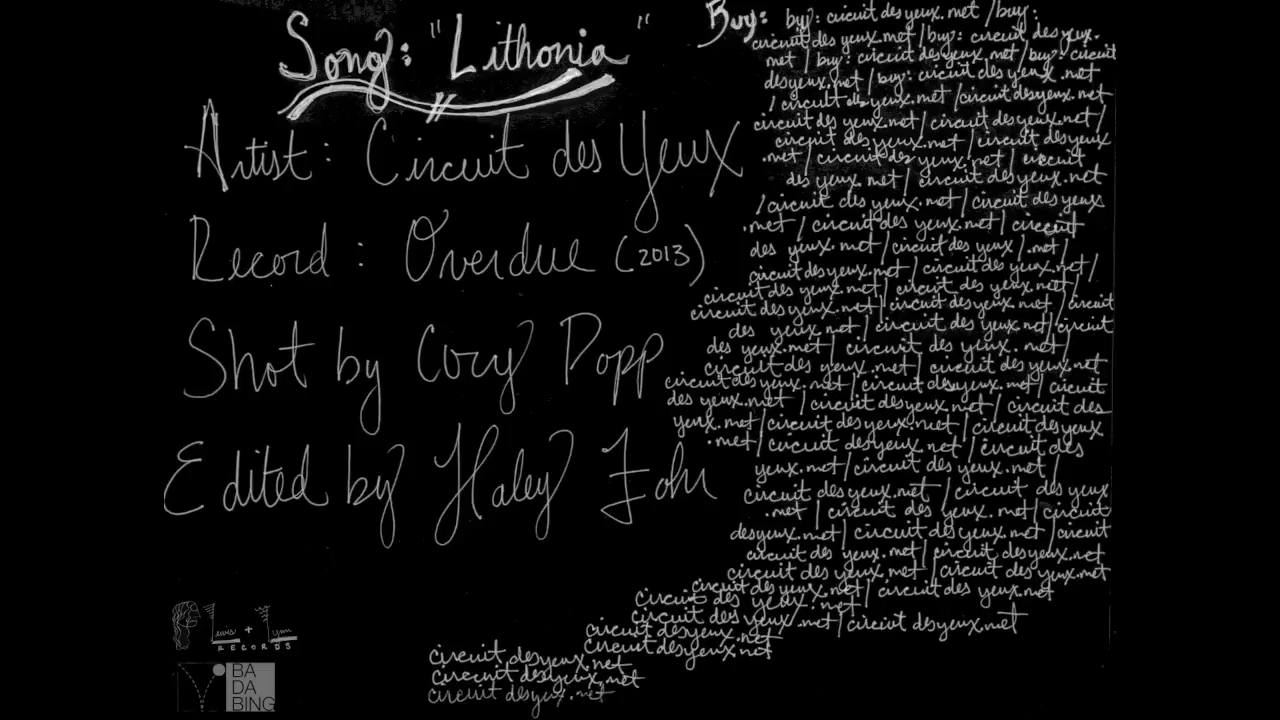 Song: "Lithonia"
Artist: Circuit des Yeux
Record: Overdue (2013)
Shot by Cory Popp
Edited by Haley Fohr
Buy: buy: circuit des yeux.net / buy:
circuit des yeux.net / buy: circuit des yeux.
net / buy: circuit des yeux.net / buy: circuit
des yeux.net / buy: circuit des yeux.net
/ circuit des yeux.net / circuit des yeux.net
circuit des yeux.net / circuit des yeux.net /
circuit des yeux.net / circuit des yeux
.net / circuit des yeux.net / circuit
des yeux.net / circuit des yeux.net
/ circuit des yeux.net / circuit des yeux
.net / circuit des yeux.net / circuit
des yeux.net / circuit des yeux / .net /
circuit des yeux.net / circuit des yeux.net /
circuit des yeux.net / circuit des yeux.net /
circuit des yeux.net / circuit des yeux.net / circuit
des yeux.net / circuit des yeux.net / circuit
des yeux.net / circuit des yeux.net /
circuit des yeux.net / circuit des yeux.net
circuit des yeux.net / circuit des yeux.net / circuit
des yeux.net / circuit des yeux.net / circuit des
yeux.net / circuit des yeux.net / circuit des yeux
.net / circuit des yeux.net / circuit des
yeux.net / circuit des yeux.net /
circuit des yeux.net / circuit des yeux
.net / circuit des yeux.net / circuit
des yeux.net / circuit des yeux.net / circuit
circuit des yeux.net / circuit des yeux.net
circuit des yeux.net / circuit des yeux.net
circuit des yeux.net / circuit des yeux.net
circuit des yeux.net
circuit des yeux.net / circuit des yeux.net
circuit des yeux.net
circuit des yeux.net
circuit des yeux.net
circuit des yeux.net
circuit des yeux.net
Lewis + Lynn
RECORDS
BA
DA
BING